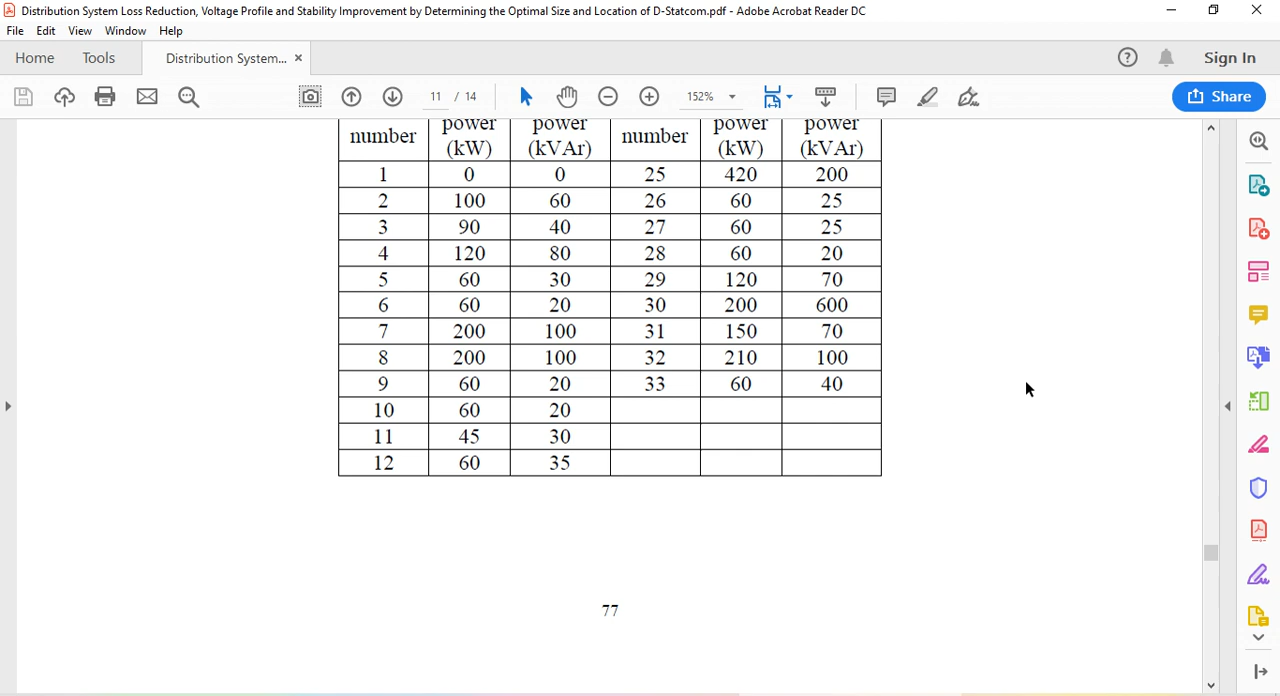 Distribution System Loss Reduction, Voltage Profile and Stability Improvement by Determining the Optimal Size and Location of D-Statcom.pdf - Adobe Acrobat Reader DC
File Edit View Window Help
Home Tools Distribution System... × Sign In
11 / 14 152% Share
number power (kW) power (kVAr) number power (kW) power (kVAr)
1 0 0 25 420 200
2 100 60 26 60 25
3 90 40 27 60 25
4 120 80 28 60 20
5 60 30 29 120 70
6 60 20 30 200 600
7 200 100 31 150 70
8 200 100 32 210 100
9 60 20 33 60 40
10 60 20
11 45 30
12 60 35
77